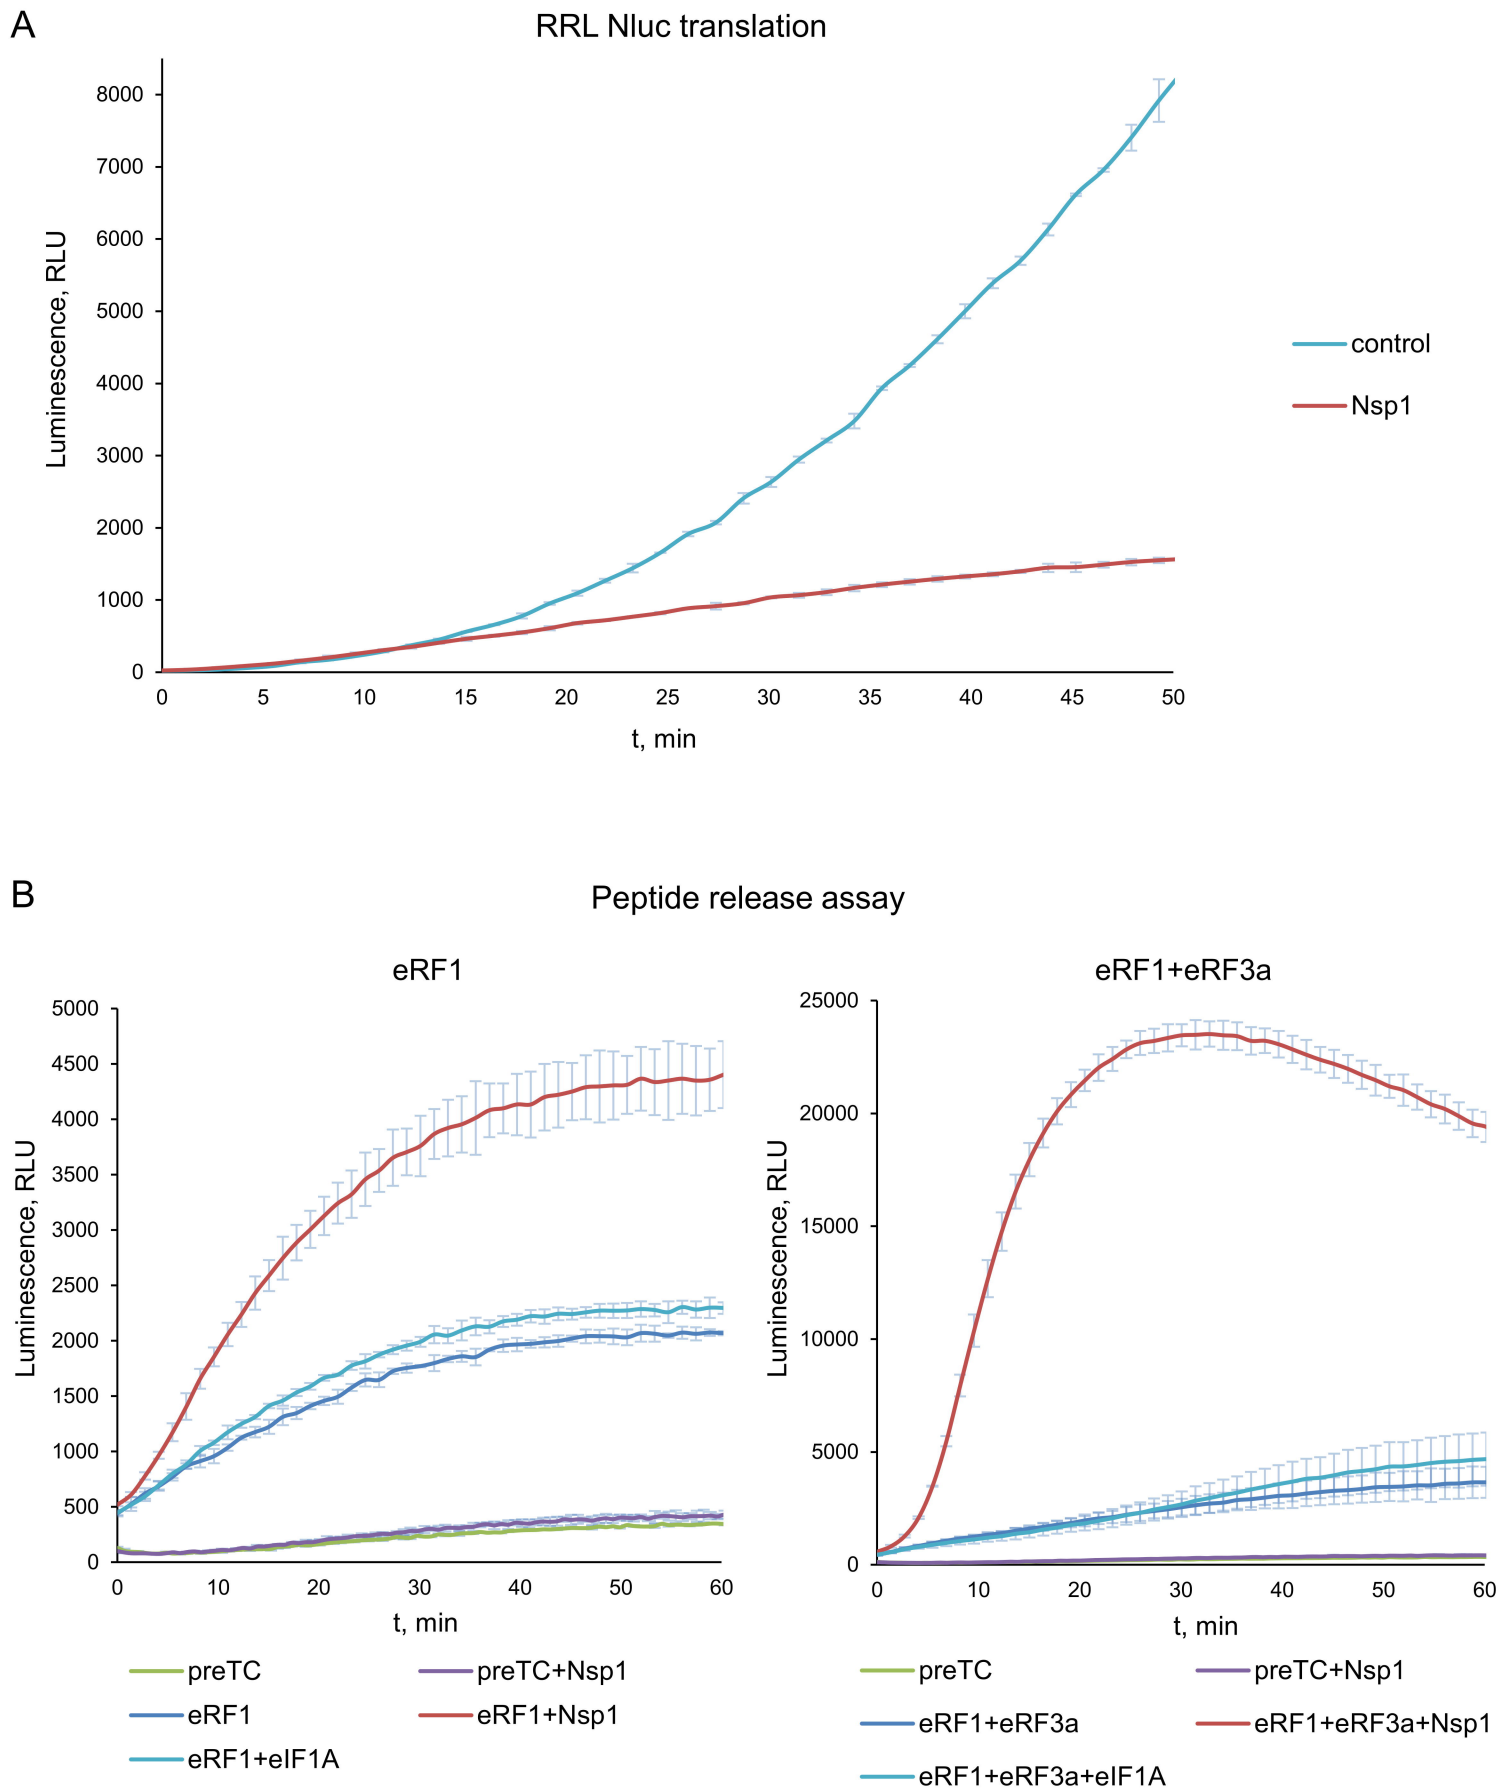 A
RRL Nluc translation
8000
7000
6000
5000
4000
3000
2000
1000
0
Luminescence, RLU
0 5 10 15 20 25 30 35 40 45 50
t, min
control
Nsp1
B
Peptide release assay
eRF1
5000
4500
4000
3500
3000
2500
2000
1500
1000
500
0
Luminescence, RLU
0 10 20 30 40 50 60
t, min
preTC
preTC+Nsp1
eRF1
eRF1+Nsp1
eRF1+eIF1A
eRF1+eRF3a
25000
20000
15000
10000
5000
0
Luminescence, RLU
0 10 20 30 40 50 60
t, min
preTC
preTC+Nsp1
eRF1+eRF3a
eRF1+eRF3a+Nsp1
eRF1+eRF3a+eIF1A